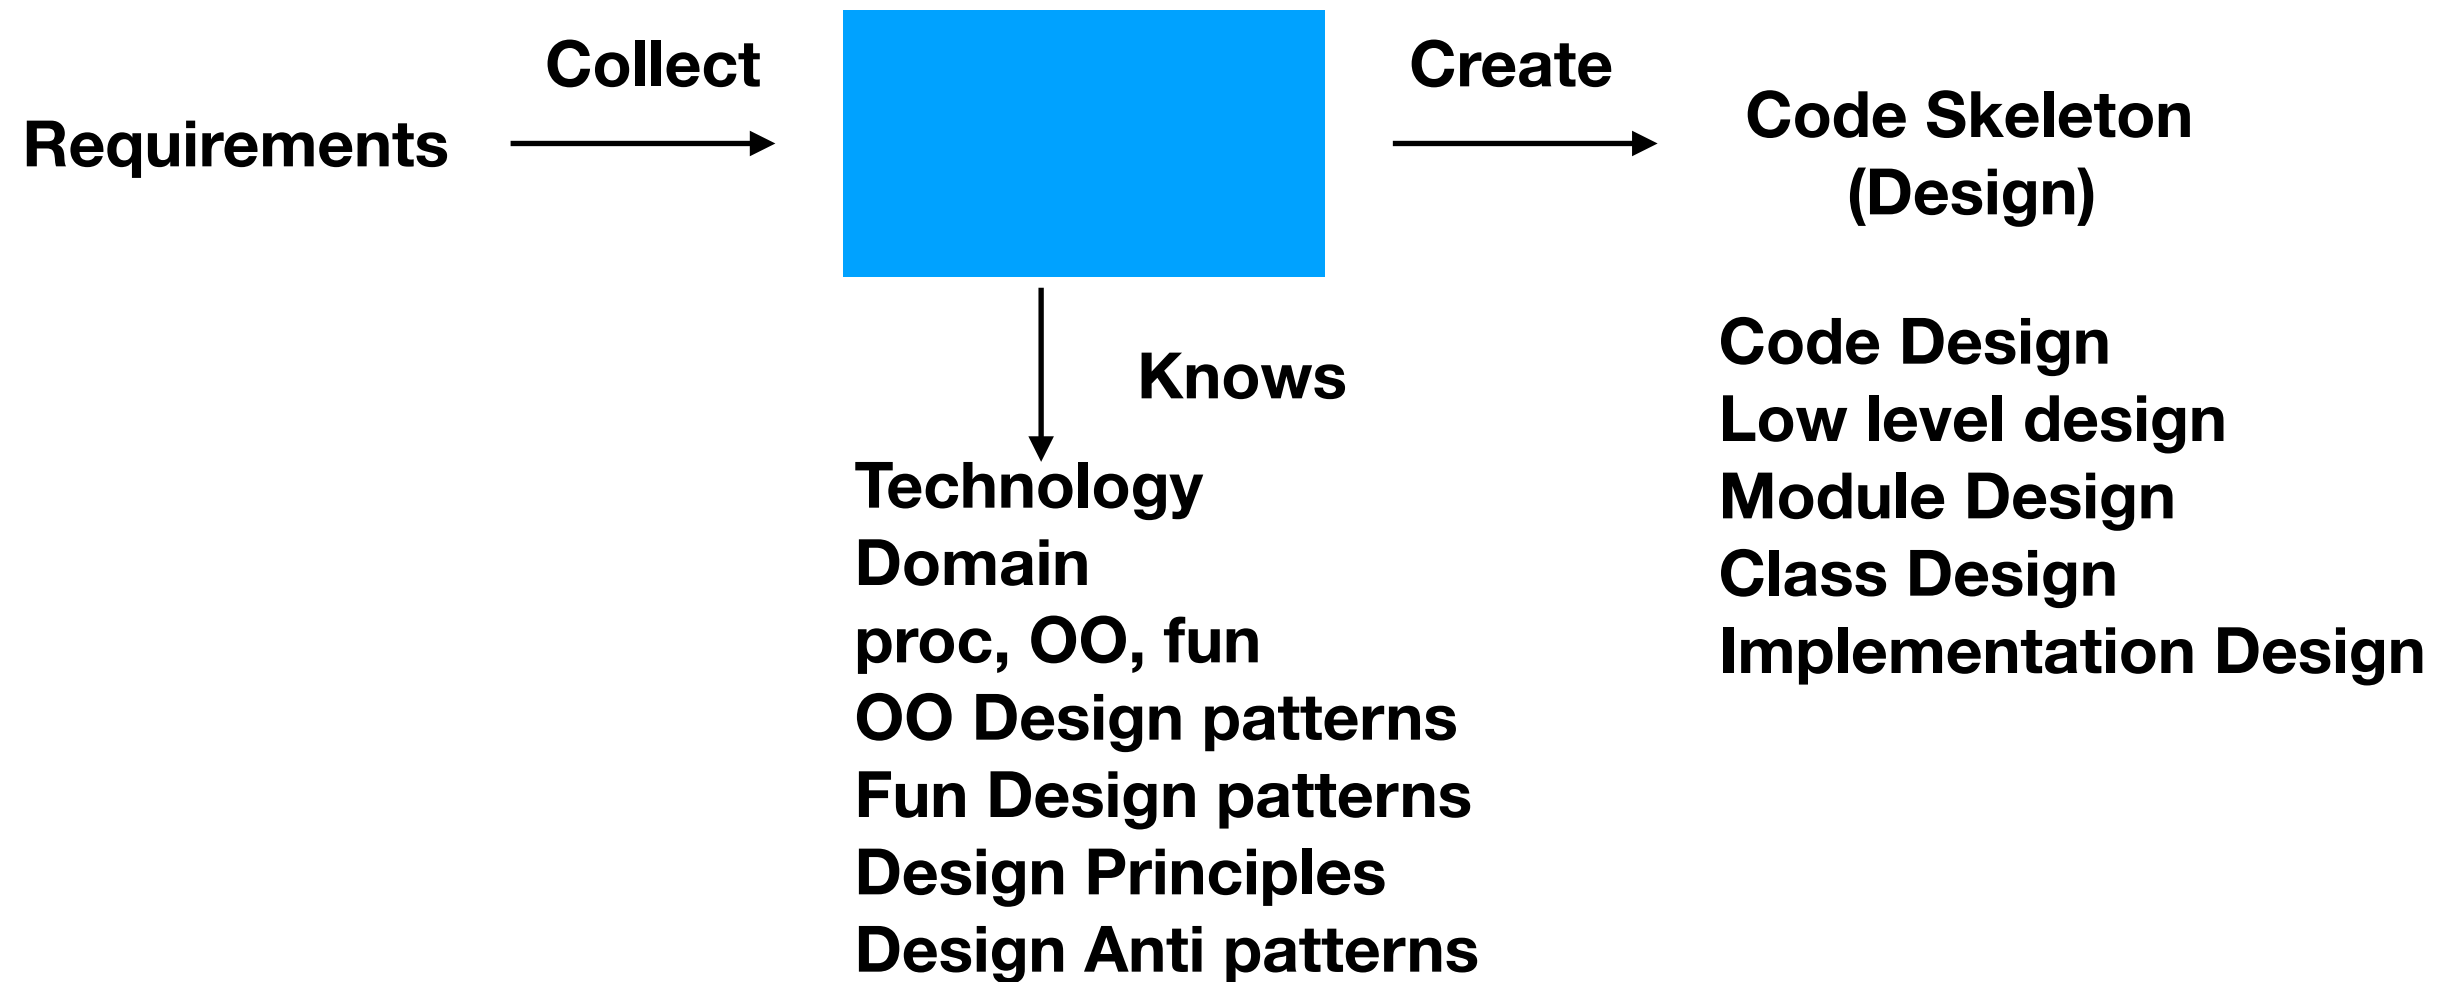 Requirements
Collect
Create
Code Skeleton
(Design)
Knows
Technology
Domain
proc, OO, fun
OO Design patterns
Fun Design patterns
Design Principles
Design Anti patterns
Code Design
Low level design
Module Design
Class Design
Implementation Design